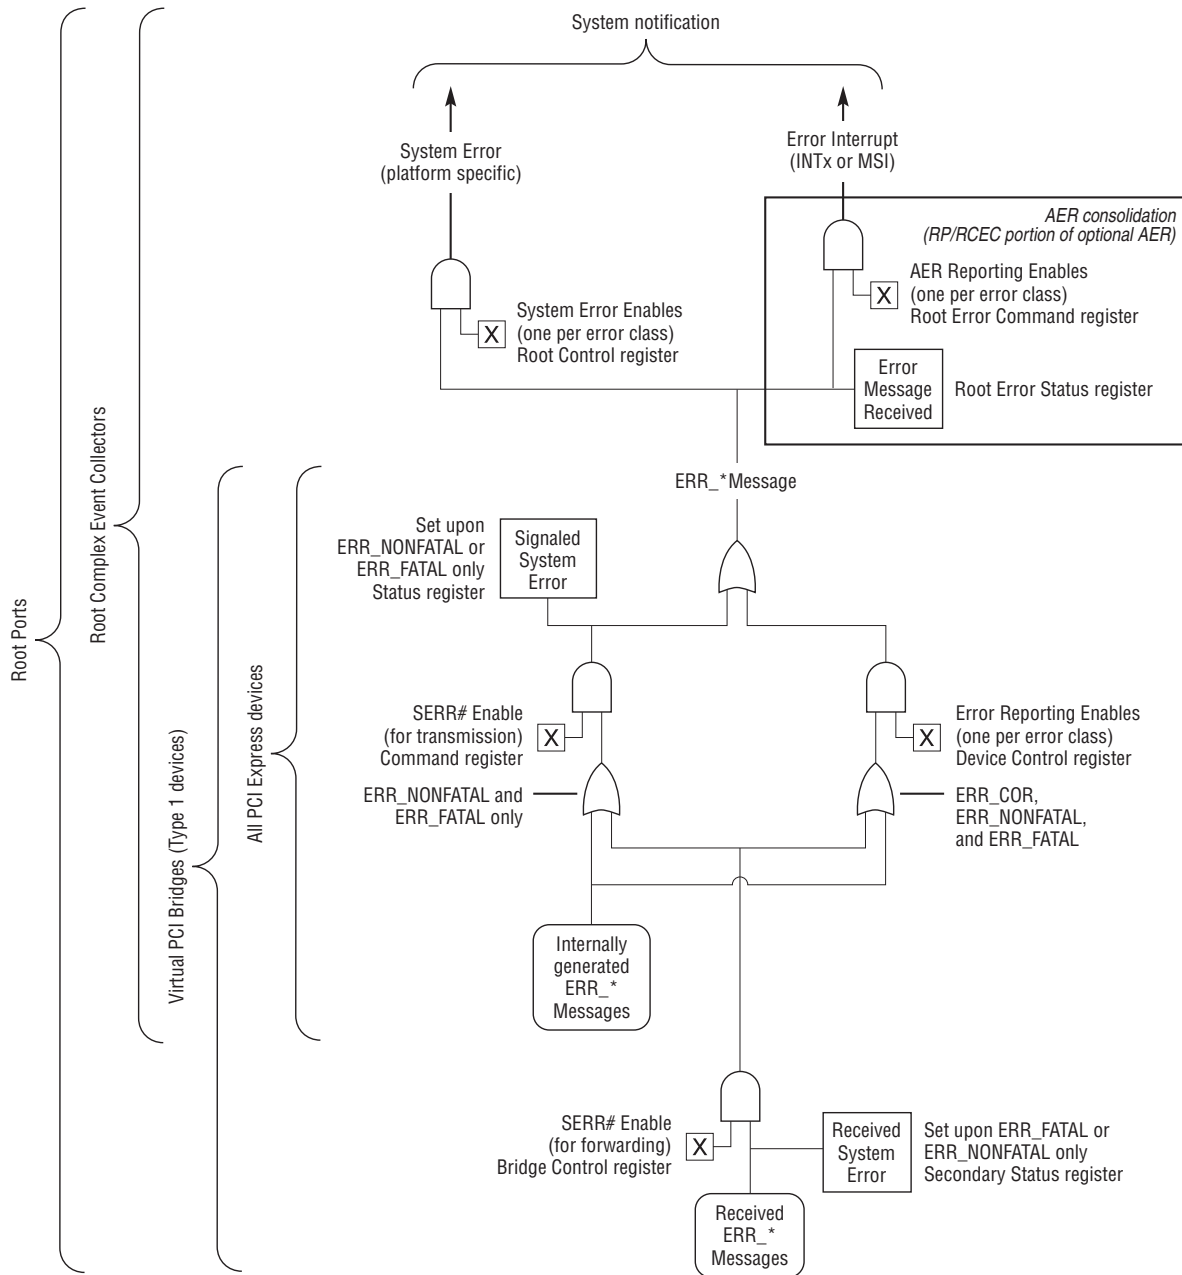 System notification
System Error
(platform specific)
Error Interrupt
(INTx or MSI)
AER consolidation
(RP/RCEC portion of optional AER)
X
System Error Enables
(one per error class)
Root Control register
X
AER Reporting Enables
(one per error class)
Root Error Command register
Error
Message
Received
Root Error Status register
ERR_*Message
Set upon
ERR_NONFATAL or
ERR_FATAL only
Status register
Signaled
System
Error
SERR# Enable
(for transmission)
Command register
X
X
Error Reporting Enables
(one per error class)
Device Control register
ERR_NONFATAL and
ERR_FATAL only
ERR_COR,
ERR_NONFATAL,
and ERR_FATAL
Internally
generated
ERR_*
Messages
SERR# Enable
(for forwarding)
Bridge Control register
X
Received
System
Error
Set upon ERR_FATAL or
ERR_NONFATAL only
Secondary Status register
Received
ERR_*
Messages
Root Ports
Root Complex Event Collectors
Virtual PCI Bridges (Type 1 devices)
All PCI Express devices